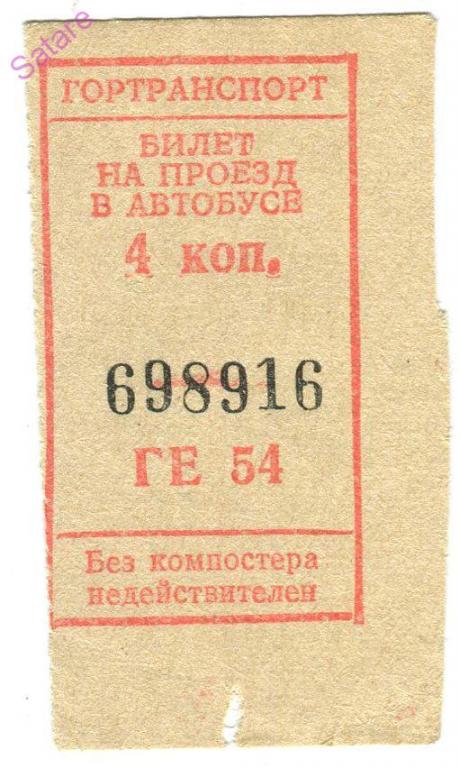 Satare
ГОРТРАНСПОРТ
БИЛЕТ
НА ПРОЕЗД
В АВТОБУСЕ
4 коп.
698916
ГЕ 54
Без компостера
недействителен